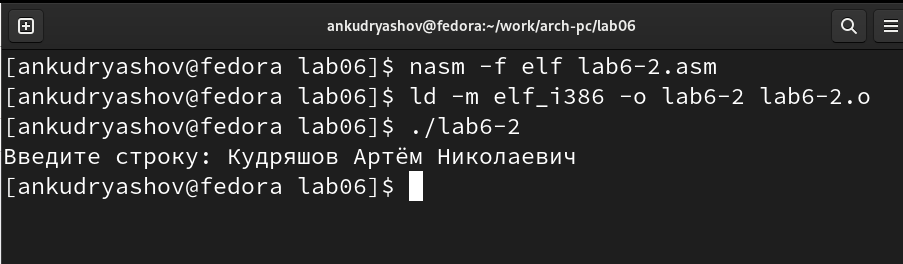 ankudryashov@fedora:~/work/arch-pc/lab06
[ankudryashov@fedora lab06]$ nasm -f elf lab6-2.asm
[ankudryashov@fedora lab06]$ ld -m elf_i386 -o lab6-2 lab6-2.o
[ankudryashov@fedora lab06]$ ./lab6-2
Введите строку: Кудряшов Артём Николаевич
[ankudryashov@fedora lab06]$